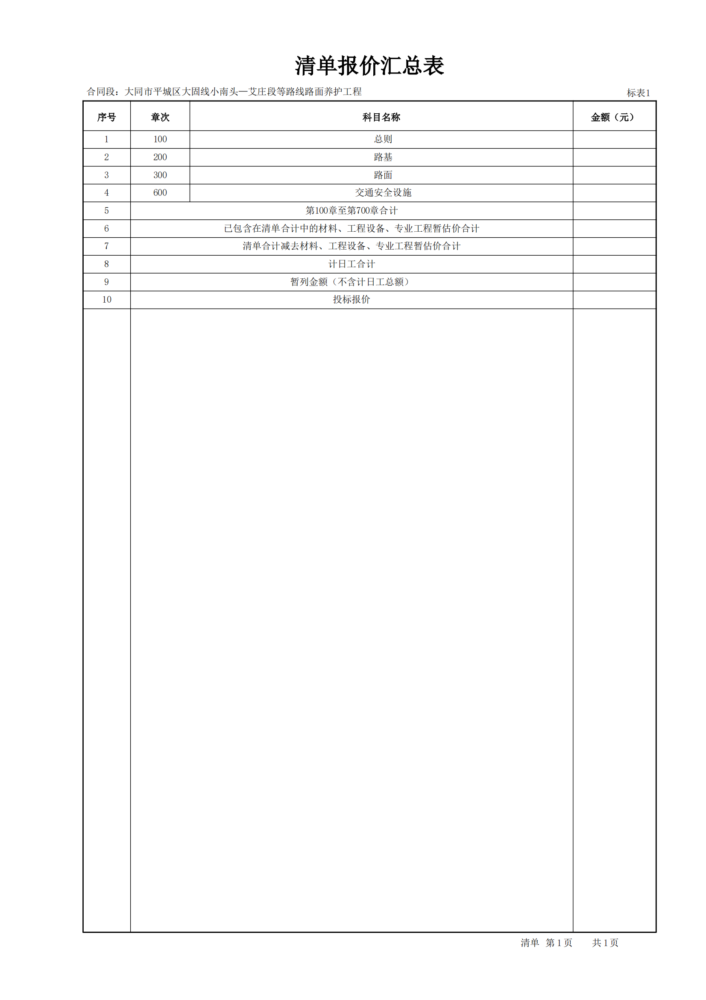 清单报价汇总表
合同段：大同市平城区大固线小南头—艾庄段等路线路面养护工程 标表1
序号 章次 科目名称 金额（元）
1 100 总则
2 200 路基
3 300 路面
4 600 交通安全设施
5 第100章至第700章合计
6 已包含在清单合计中的材料、工程设备、专业工程暂估价合计
7 清单合计减去材料、工程设备、专业工程暂估价合计
8 计日工合计
9 暂列金额（不含计日工总额）
10 投标报价
清单 第1页 共1页